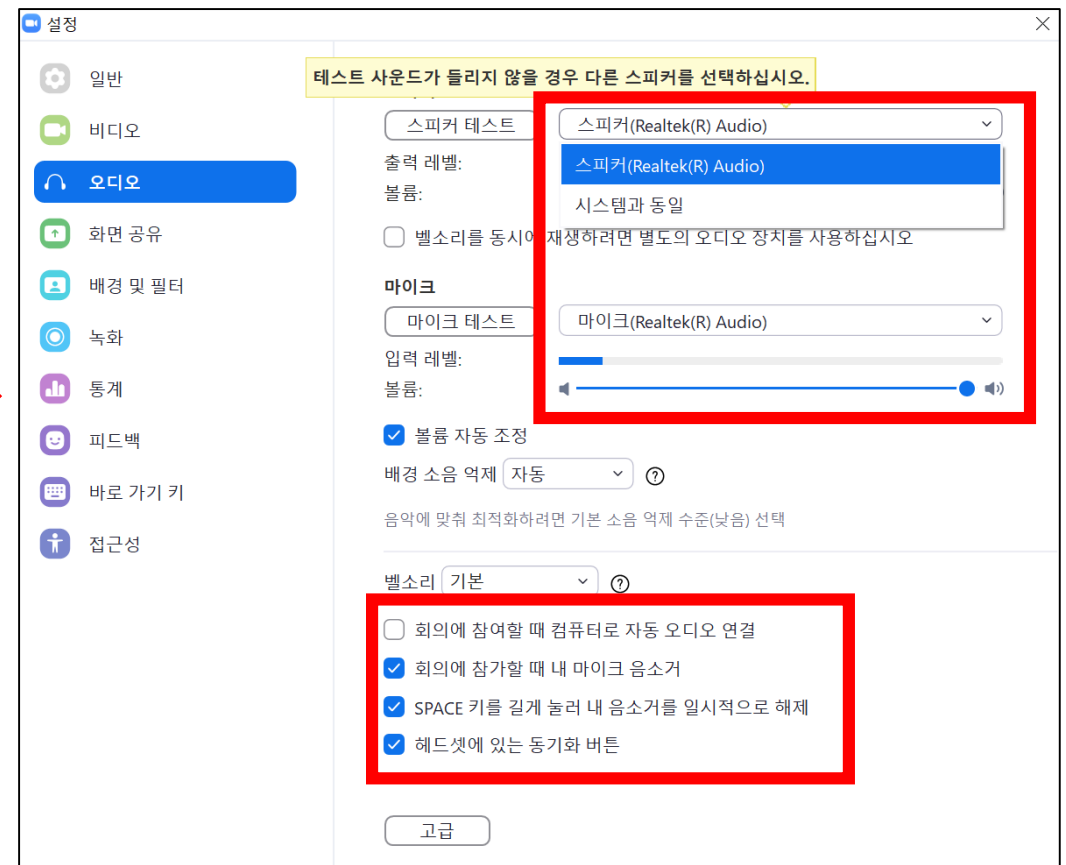 설정
일반
비디오
오디오
화면 공유
배경 및 필터
녹화
통계
피드백
바로 가기 키
접근성
테스트 사운드가 들리지 않을 경우 다른 스피커를 선택하십시오.
스피커 테스트 스피커(Realtek(R) Audio)
스피커(Realtek(R) Audio)
시스템과 동일
출력 레벨:
볼륨:
벨소리를 동시에 재생하려면 별도의 오디오 장치를 사용하십시오
마이크
마이크 테스트 마이크(Realtek(R) Audio)
입력 레벨:
볼륨:
볼륨 자동 조정
배경 소음 억제 자동
음악에 맞춰 최적화하려면 기본 소음 억제 수준(낮음) 선택
벨소리 기본
회의에 참여할 때 컴퓨터로 자동 오디오 연결
회의에 참가할 때 내 마이크 음소거
SPACE 키를 길게 눌러 내 음소거를 일시적으로 해제
헤드셋에 있는 동기화 버튼
고급